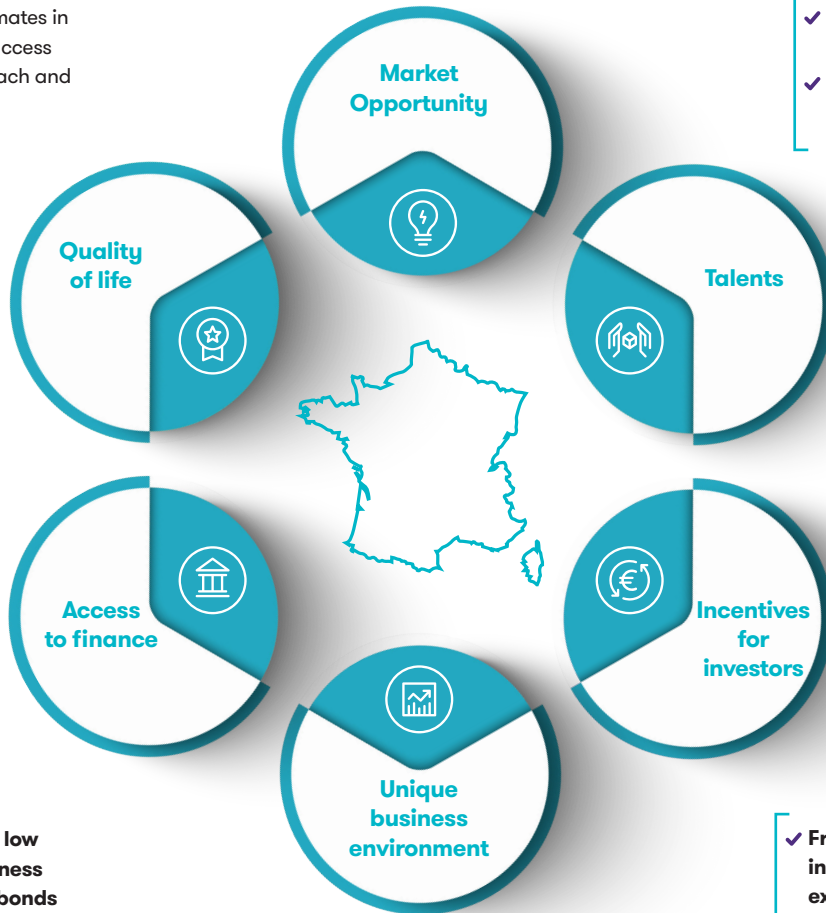 mates in
ccess
ach and
Market
Opportunity
Quality
of life
Talents
Access
to finance
Incentives
for
investors
€
Unique
business
environment
low
ness
bonds
Fr
in
ex